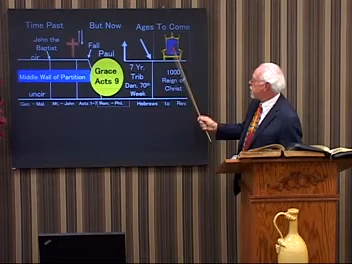 Time Past But Now Ages To Come
John the
Baptist
Fall
Paul
cir
Middle Wall of Partition
Grace
Acts 9
7 Yr.
Trib
Dan. 70th
Week
1000
Reign of
Christ
uncir
Gen.- Mal. Mt. - John Acts 1-7 Rom.- Phil. Hebrews to Rev